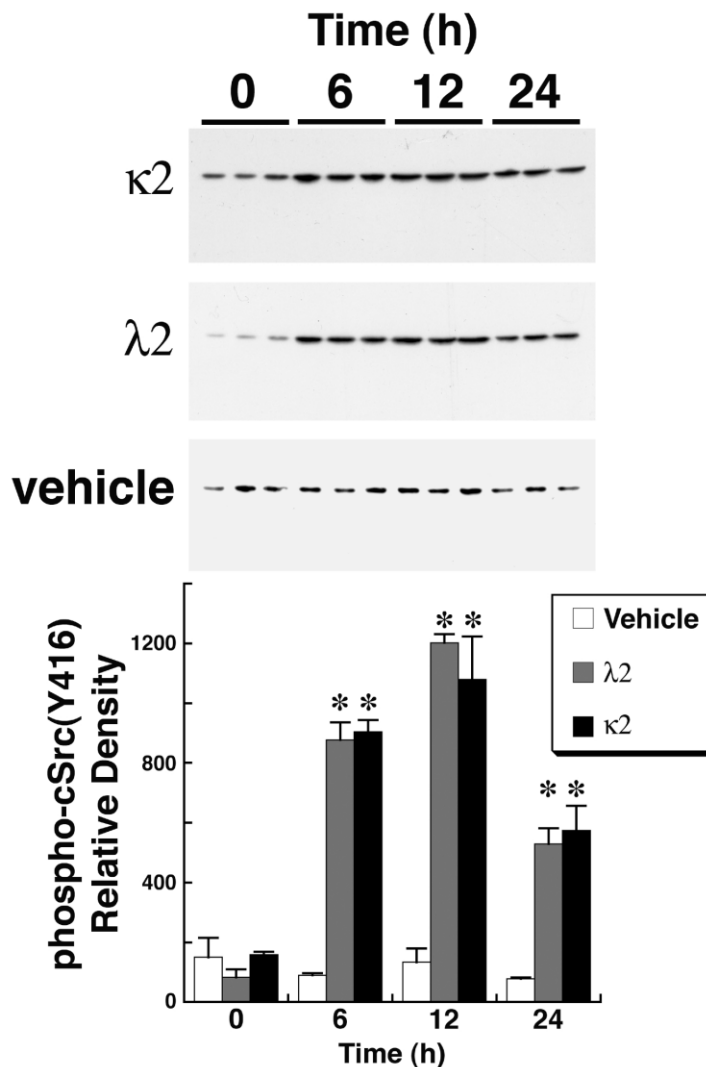 Time (h)
0 6 12 24
κ2
λ2
vehicle
phospho-cSrc(Y416)
Relative Density
1200
800
400
0
* * * * * *
Vehicle
λ2
κ2
0 6 12 24
Time (h)